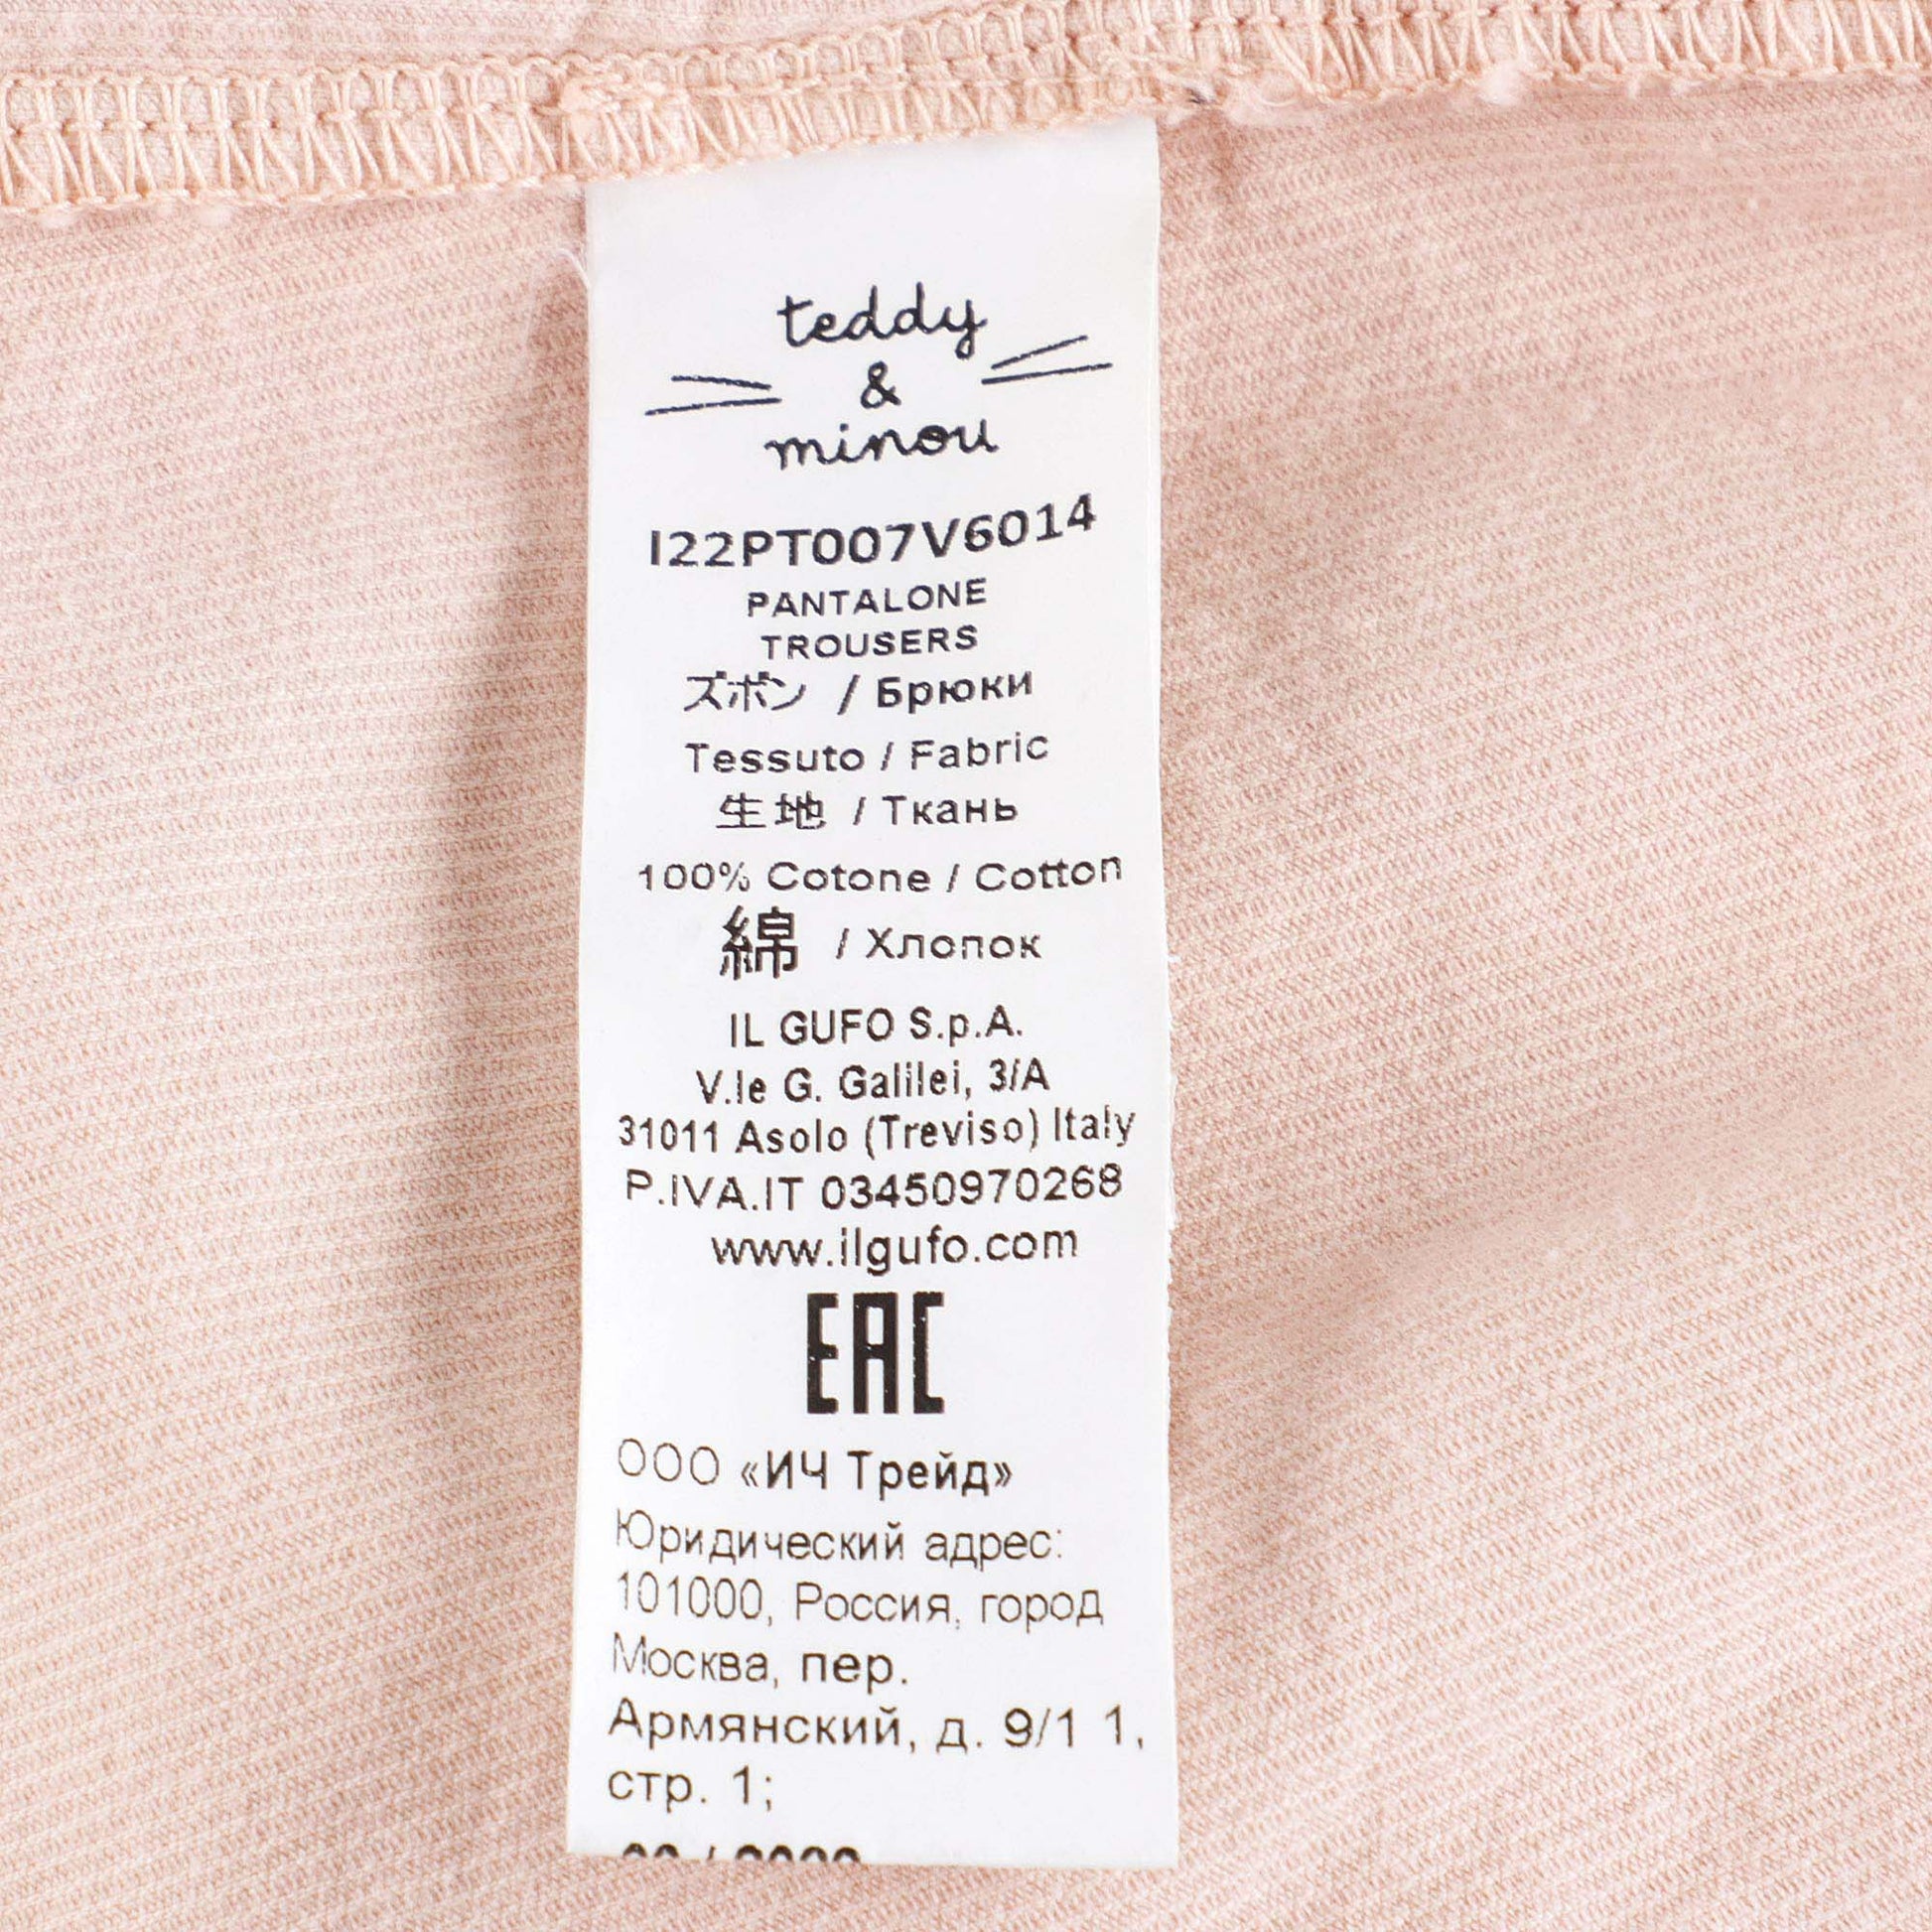 teddy
&
minou
I22PT007V6014
PANTALONE
TROUSERS
ズボン / Брюки
Tessuto / Fabric
生地 / Ткань
100% Cotone / Cotton
綿 / Хлопок
IL GUFO S.p.A.
V.le G. Galilei, 3/A
31011 Asolo (Treviso) Italy
P.IVA.IT 03450970268
www.ilgufo.com
EAC
ООО «ИЧ Трейд»
Юридический адрес:
101000, Россия, город
Москва, пер.
Армянский, д. 9/1 1,
стр. 1;